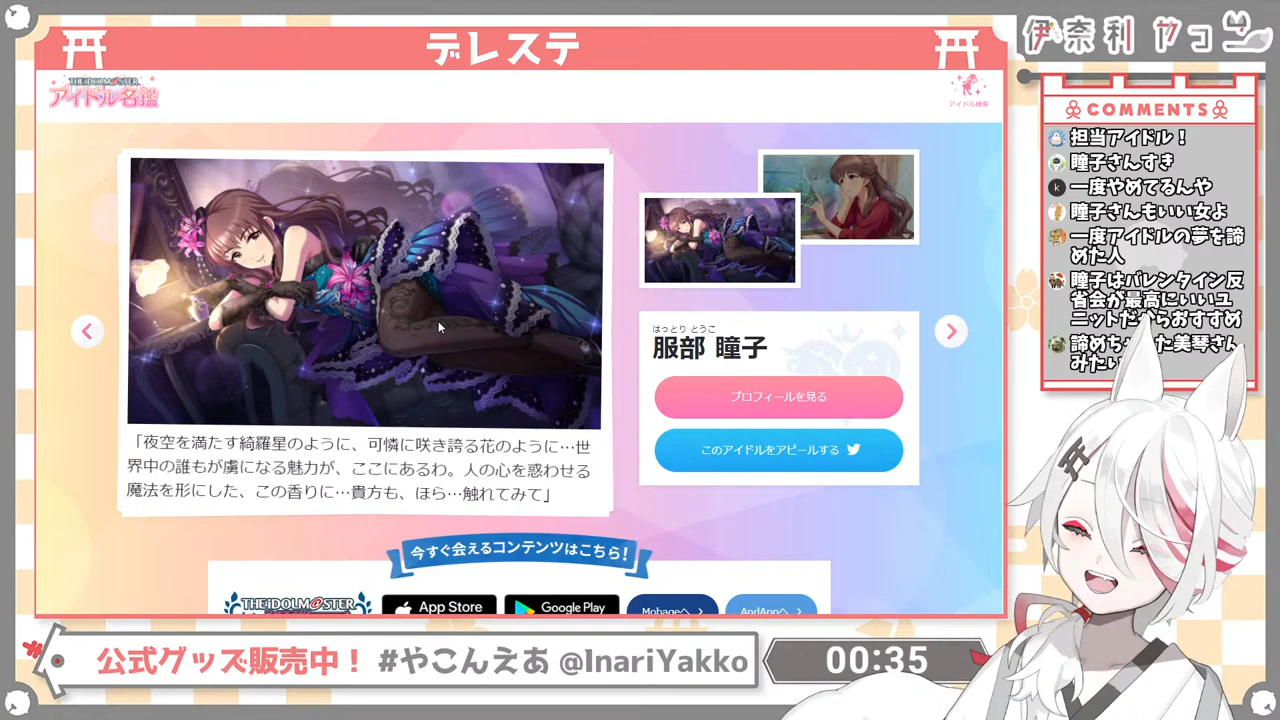 デレステ
伊奈利 やコ
THE IDOLM@STER
アイドル名鑑
アイドル検索
はっとり とうこ
服部 瞳子
プロフィールを見る
このアイドルをアピールする
「夜空を満たす綺羅星のように、可憐に咲き誇る花のように…世
界中の誰もが虜になる魅力が、ここにあるわ。人の心を惑わせる
魔法を形にした、この香りに…貴方も、ほら…触れてみて」
今すぐ会えるコンテンツはこちら!
THE IDOLM@STER
App Store
Google Play
Mobageへ
AndAppへ
COMMENTS
担当アイドル！
瞳子さんすき
k
一度やめてるんや
瞳子さんもいい女よ
一度アイドルの夢を諦
めた人
瞳子はバレンタイン反
省会が最高にいいユ
ニットだからおすすめ
諦めち
た美琴さん
みたい
公式グッズ販売中！ #やこんえあ @InariYakko
00:35